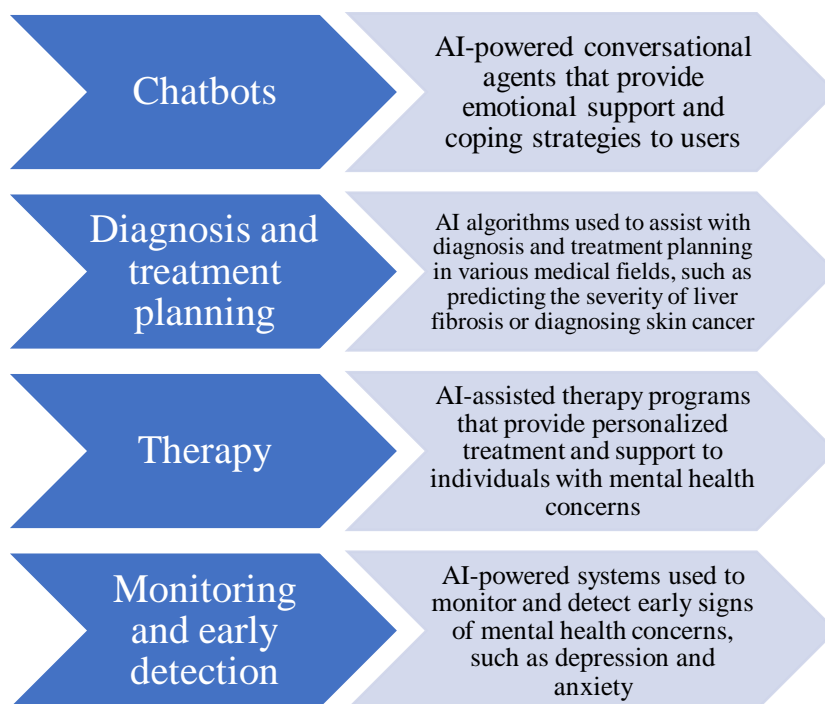 Chatbots
AI-powered conversational
agents that provide
emotional support and
coping strategies to users
Diagnosis and
treatment
planning
AI algorithms used to assist with
diagnosis and treatment planning
in various medical fields, such as
predicting the severity of liver
fibrosis or diagnosing skin cancer
Therapy
AI-assisted therapy programs
that provide personalized
treatment and support to
individuals with mental health
concerns
Monitoring
and early
detection
AI-powered systems used to
monitor and detect early signs
of mental health concerns,
such as depression and
anxiety